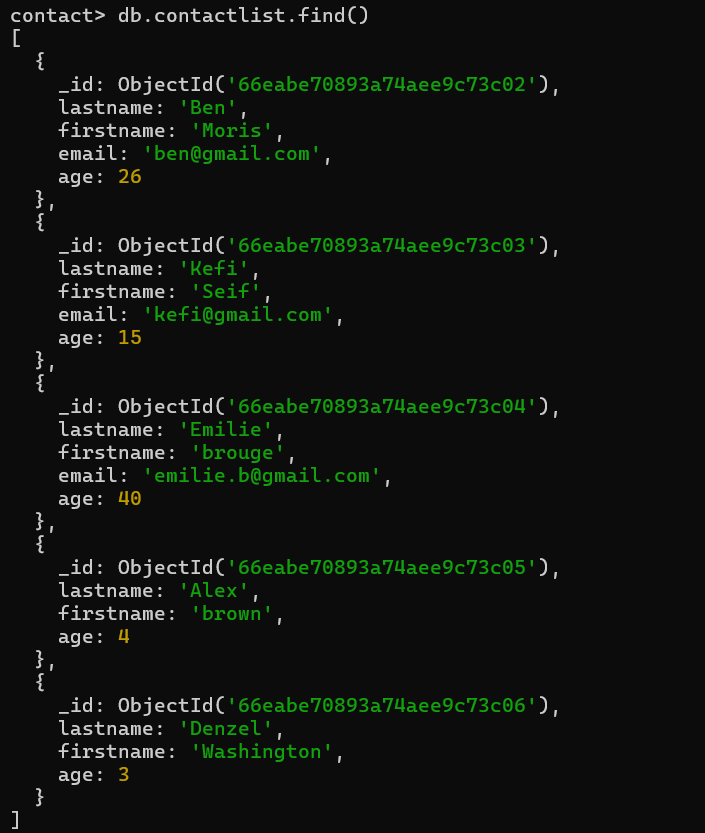 contact> db.contactlist.find()
[
  {
    _id: ObjectId('66eabe70893a74aee9c73c02'),
    lastname: 'Ben',
    firstname: 'Moris',
    email: 'ben@gmail.com',
    age: 26
  },
  {
    _id: ObjectId('66eabe70893a74aee9c73c03'),
    lastname: 'Kefi',
    firstname: 'Seif',
    email: 'kefi@gmail.com',
    age: 15
  },
  {
    _id: ObjectId('66eabe70893a74aee9c73c04'),
    lastname: 'Emilie',
    firstname: 'brouge',
    email: 'emilie.b@gmail.com',
    age: 40
  },
  {
    _id: ObjectId('66eabe70893a74aee9c73c05'),
    lastname: 'Alex',
    firstname: 'brown',
    age: 4
  },
  {
    _id: ObjectId('66eabe70893a74aee9c73c06'),
    lastname: 'Denzel',
    firstname: 'Washington',
    age: 3
  }
]